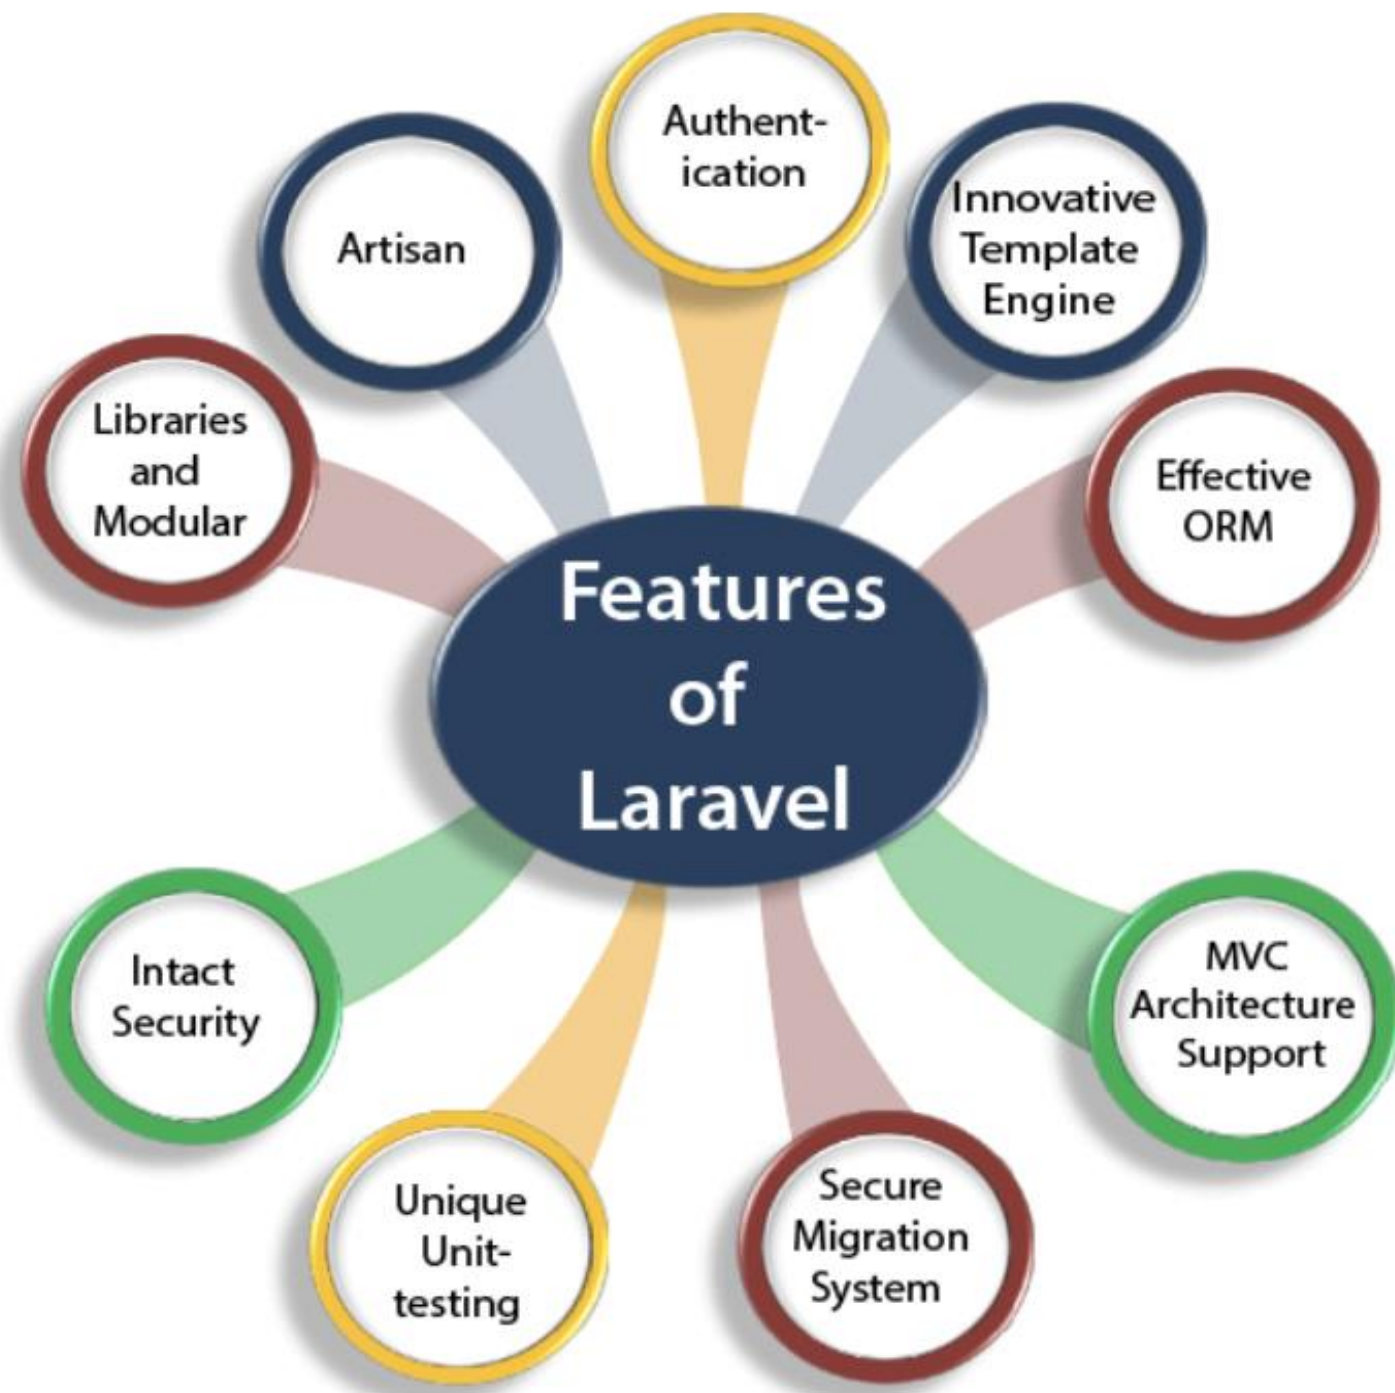 Authent-
ication
Artisan
Innovative
Template
Engine
Libraries
and
Modular
Effective
ORM
Features
of
Laravel
Intact
Security
MVC
Architecture
Support
Unique
Unit-
testing
Secure
Migration
System